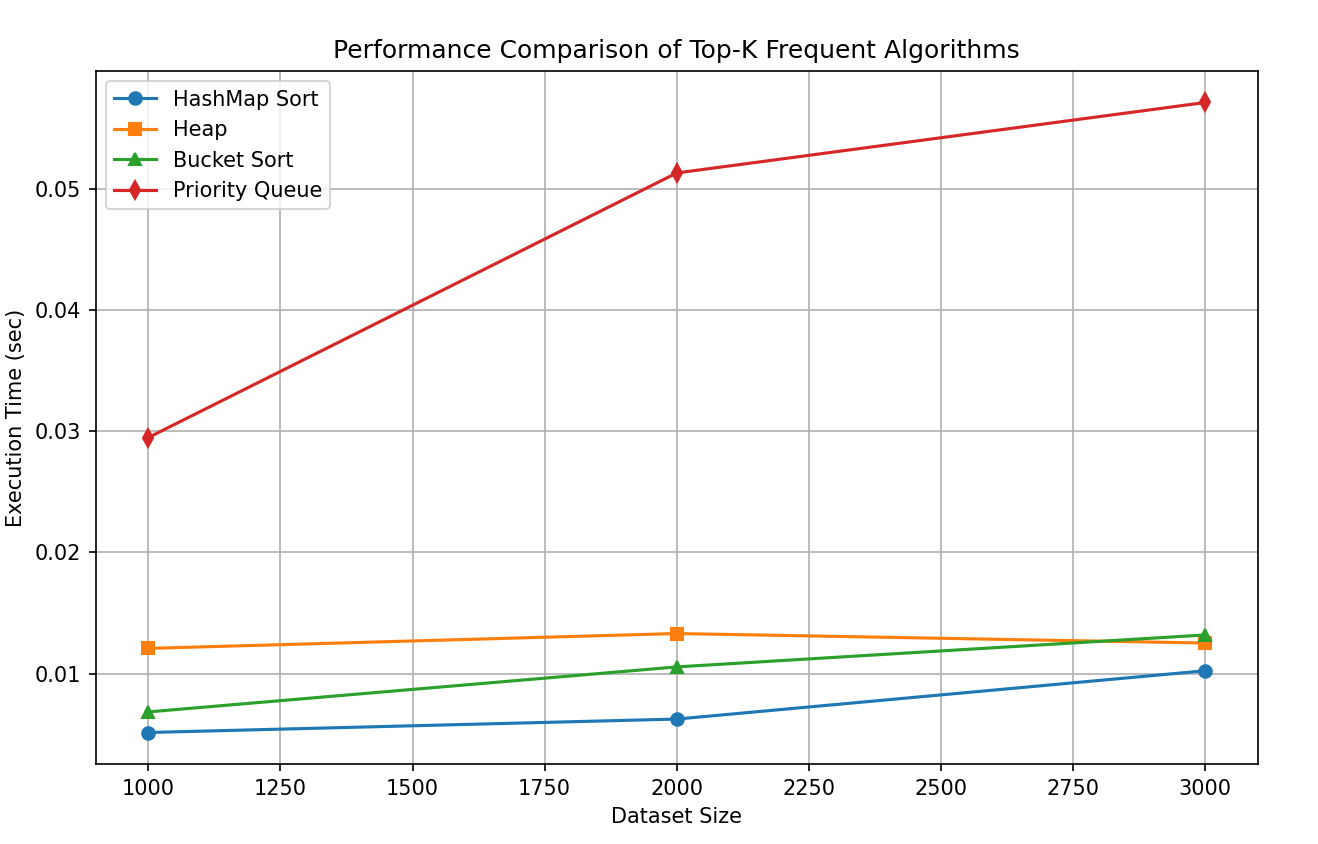 Performance Comparison of Top-K Frequent Algorithms
HashMap Sort
Heap
Bucket Sort
Priority Queue
Execution Time (sec)
0.05
0.04
0.03
0.02
0.01
1000 1250 1500 1750 2000 2250 2500 2750 3000
Dataset Size